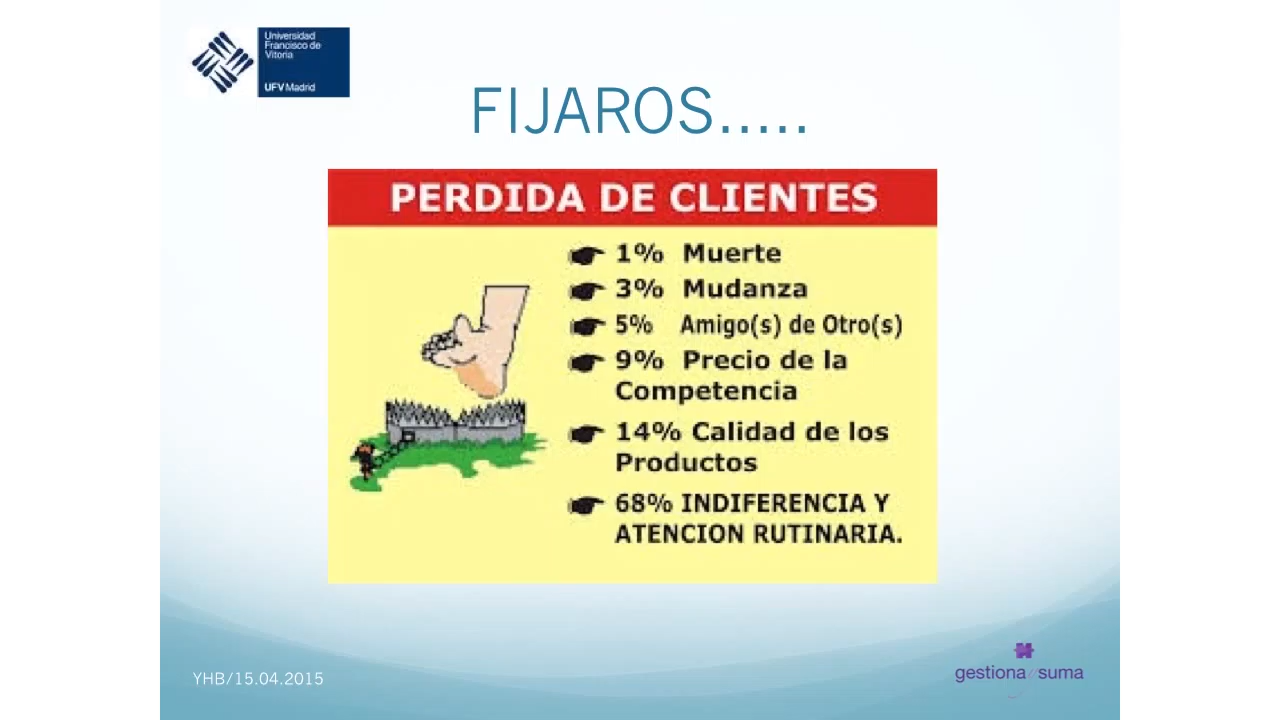 Universidad
Francisco de
Vitoria
UFV Madrid
FIJAROS.....
PERDIDA DE CLIENTES
1% Muerte
3% Mudanza
5% Amigo(s) de Otro(s)
9% Precio de la
Competencia
14% Calidad de los
Productos
68% INDIFERENCIA Y
ATENCION RUTINARIA.
YHB/15.04.2015
gestiona y suma